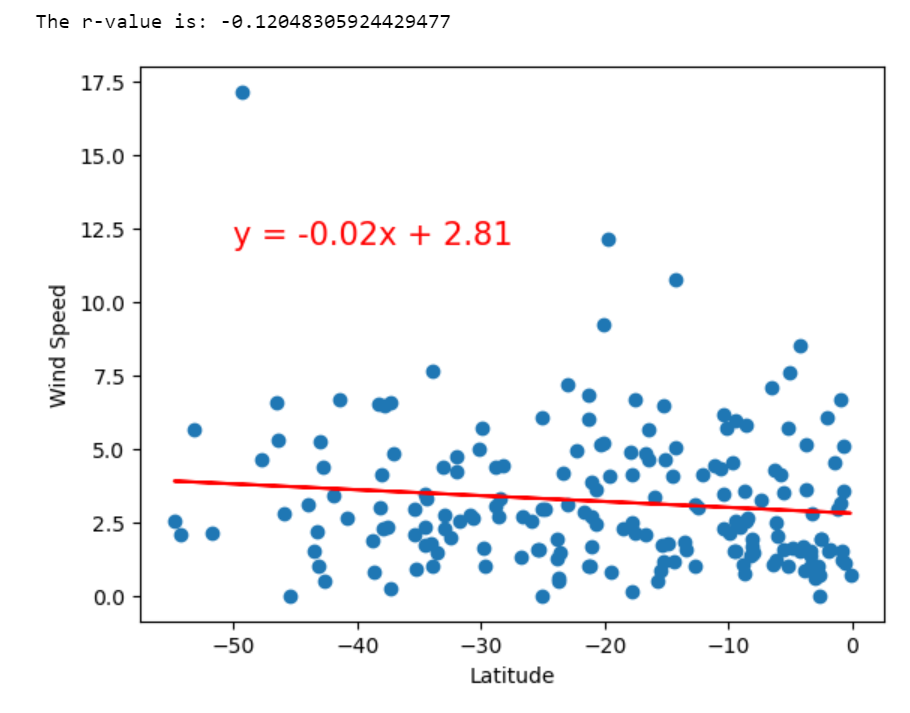 The r-value is: -0.12048305924429477
17.5
15.0
12.5
10.0
7.5
5.0
2.5
0.0
Wind Speed
y = -0.02x + 2.81
−50 −40 −30 −20 −10 0
Latitude